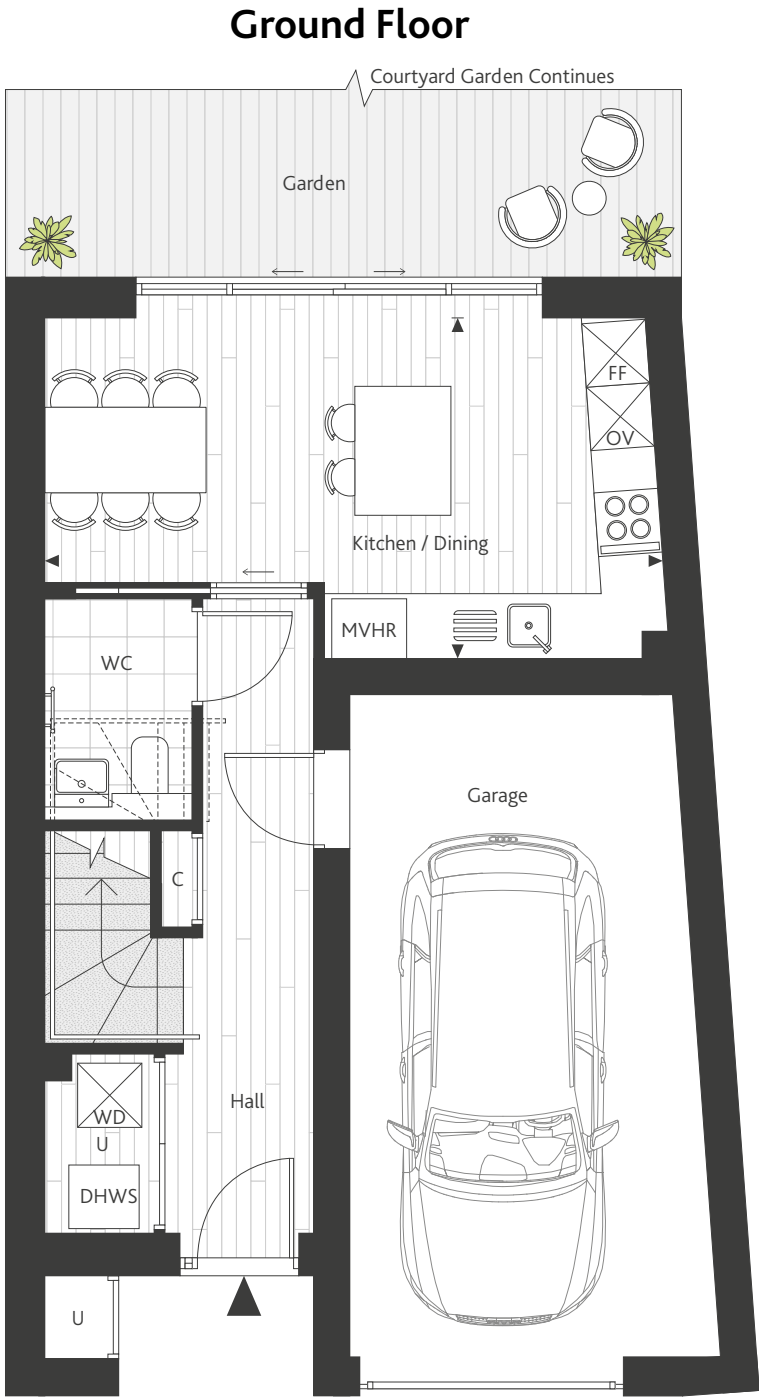 Ground Floor
Courtyard Garden Continues
Garden
FF
OV
Kitchen / Dining
MVHR
WC
Garage
C
Hall
WD
U
DHWS
U